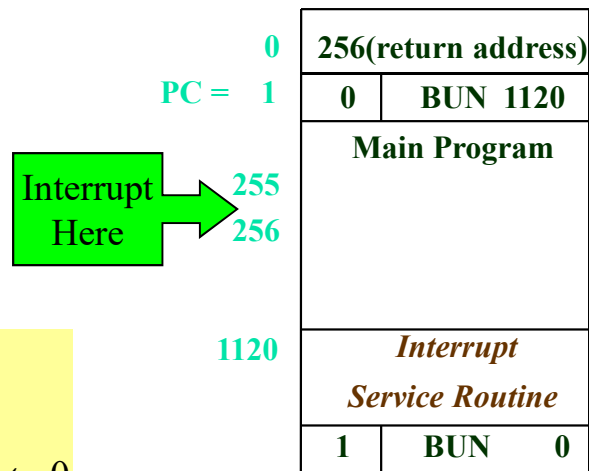 0 256(return address)
PC = 1 0 BUN 1120
Main Program
Interrupt 255
Here 256
1120 Interrupt
Service Routine
0
1 BUN 0